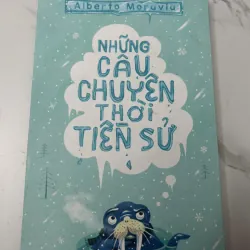 Alberto Moravia
NHỮNG
CÂU
CHUYỆN
THỜI
TIỀN SỬ